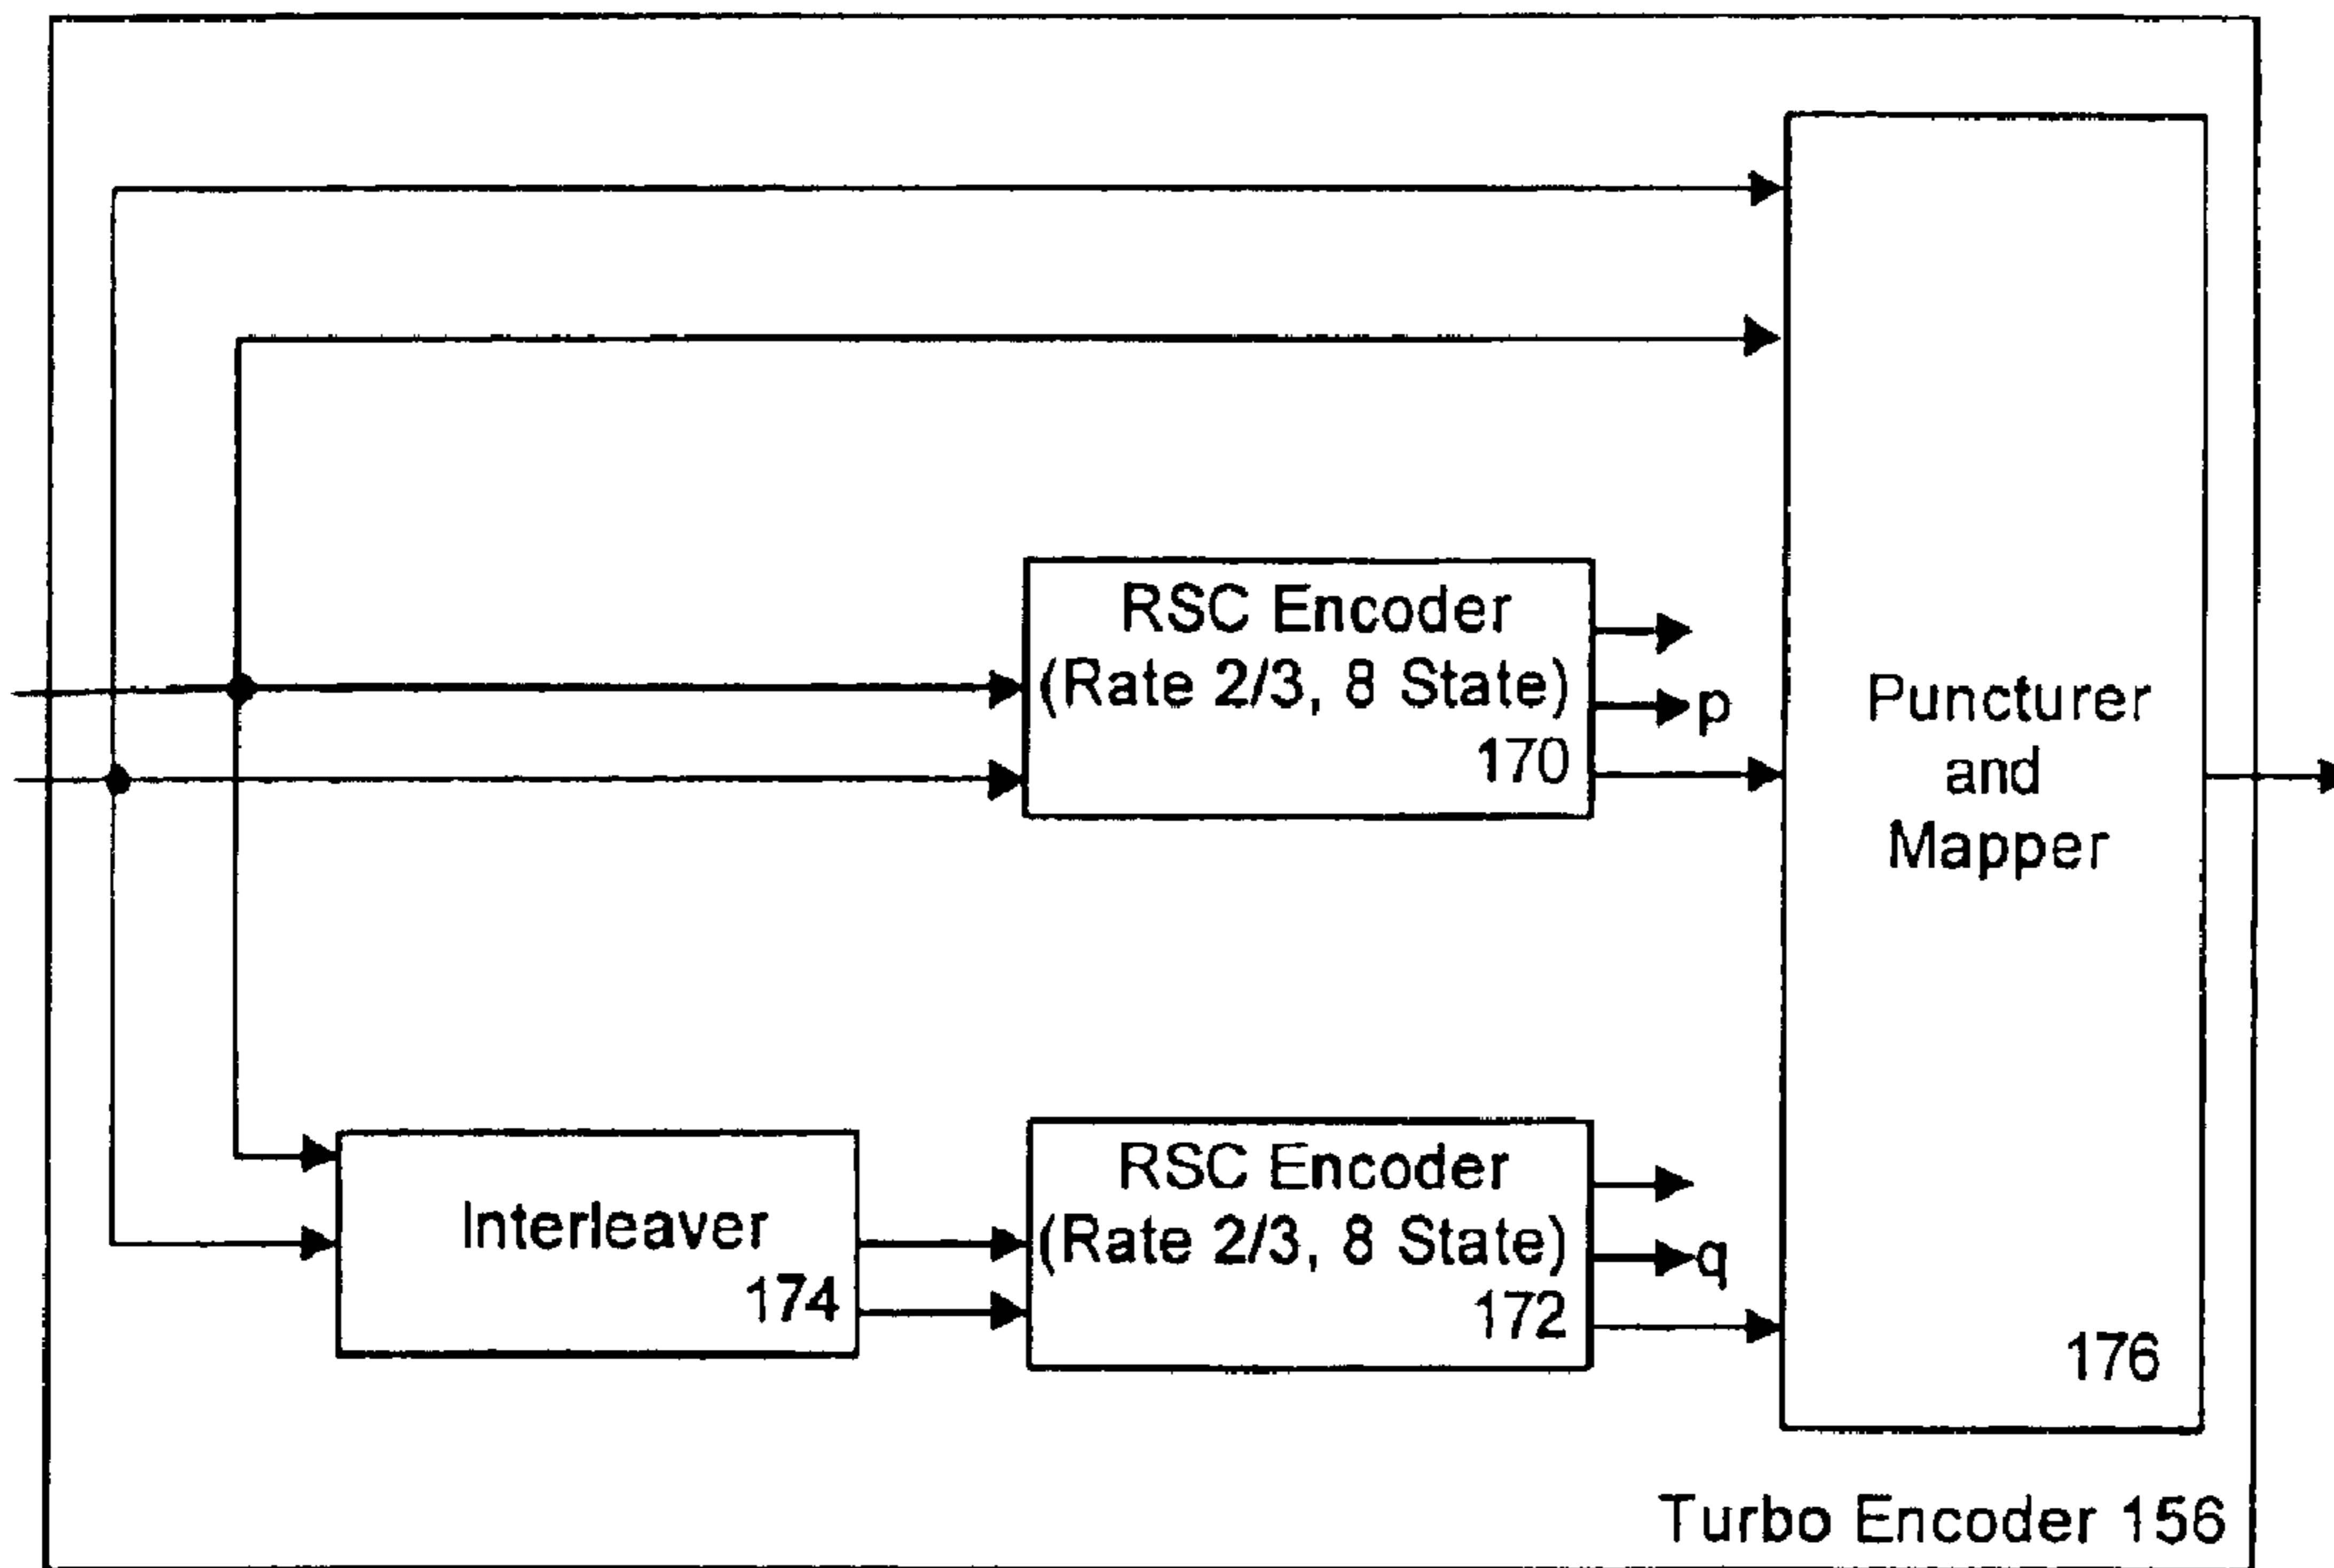 RSC Encoder
(Rate 2/3, 8 State)
170
p
Puncturer
and
Mapper
Interleaver
174
RSC Encoder
(Rate 2/3, 8 State)
172
q
176
Turbo Encoder 156